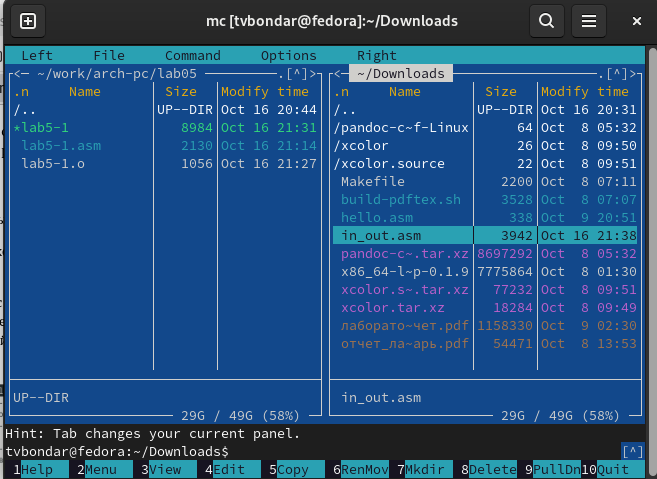 mc [tvbondar@fedora]:~/Downloads
Left File Command Options Right
<— ~/work/arch-pc/lab05 .[^]>
.n Name Size Modify time
/.. UP--DIR Oct 16 20:44
*lab5-1 8984 Oct 16 21:31
lab5-1.asm 2130 Oct 16 21:14
lab5-1.o 1056 Oct 16 21:27
UP--DIR
29G / 49G (58%)
<— ~/Downloads .[^]>
.n Name Size Modify time
/.. UP--DIR Oct 16 20:31
/pandoc-c-f-Linux 64 Oct 8 05:32
/xcolor 26 Oct 8 09:50
/xcolor.source 22 Oct 8 09:51
Makefile 2200 Oct 8 07:11
build-pdftex.sh 3528 Oct 8 07:07
hello.asm 338 Oct 9 20:51
in_out.asm 3942 Oct 16 21:38
pandoc-c~.tar.xz 8697292 Oct 8 05:32
x86_64-l~p-0.1.9 7775864 Oct 8 01:30
xcolor.s~.tar.xz 77232 Oct 8 09:51
xcolor.tar.xz 18284 Oct 8 09:49
лаборато~чет.pdf 1158330 Oct 9 02:30
отчет_ла~арь.pdf 54471 Oct 8 13:53
in_out.asm
29G / 49G (58%)
Hint: Tab changes your current panel.
tvbondar@fedora:~/Downloads$ [^]
1Help 2Menu 3View 4Edit 5Copy 6RenMov 7Mkdir 8Delete 9PullDn 10Quit